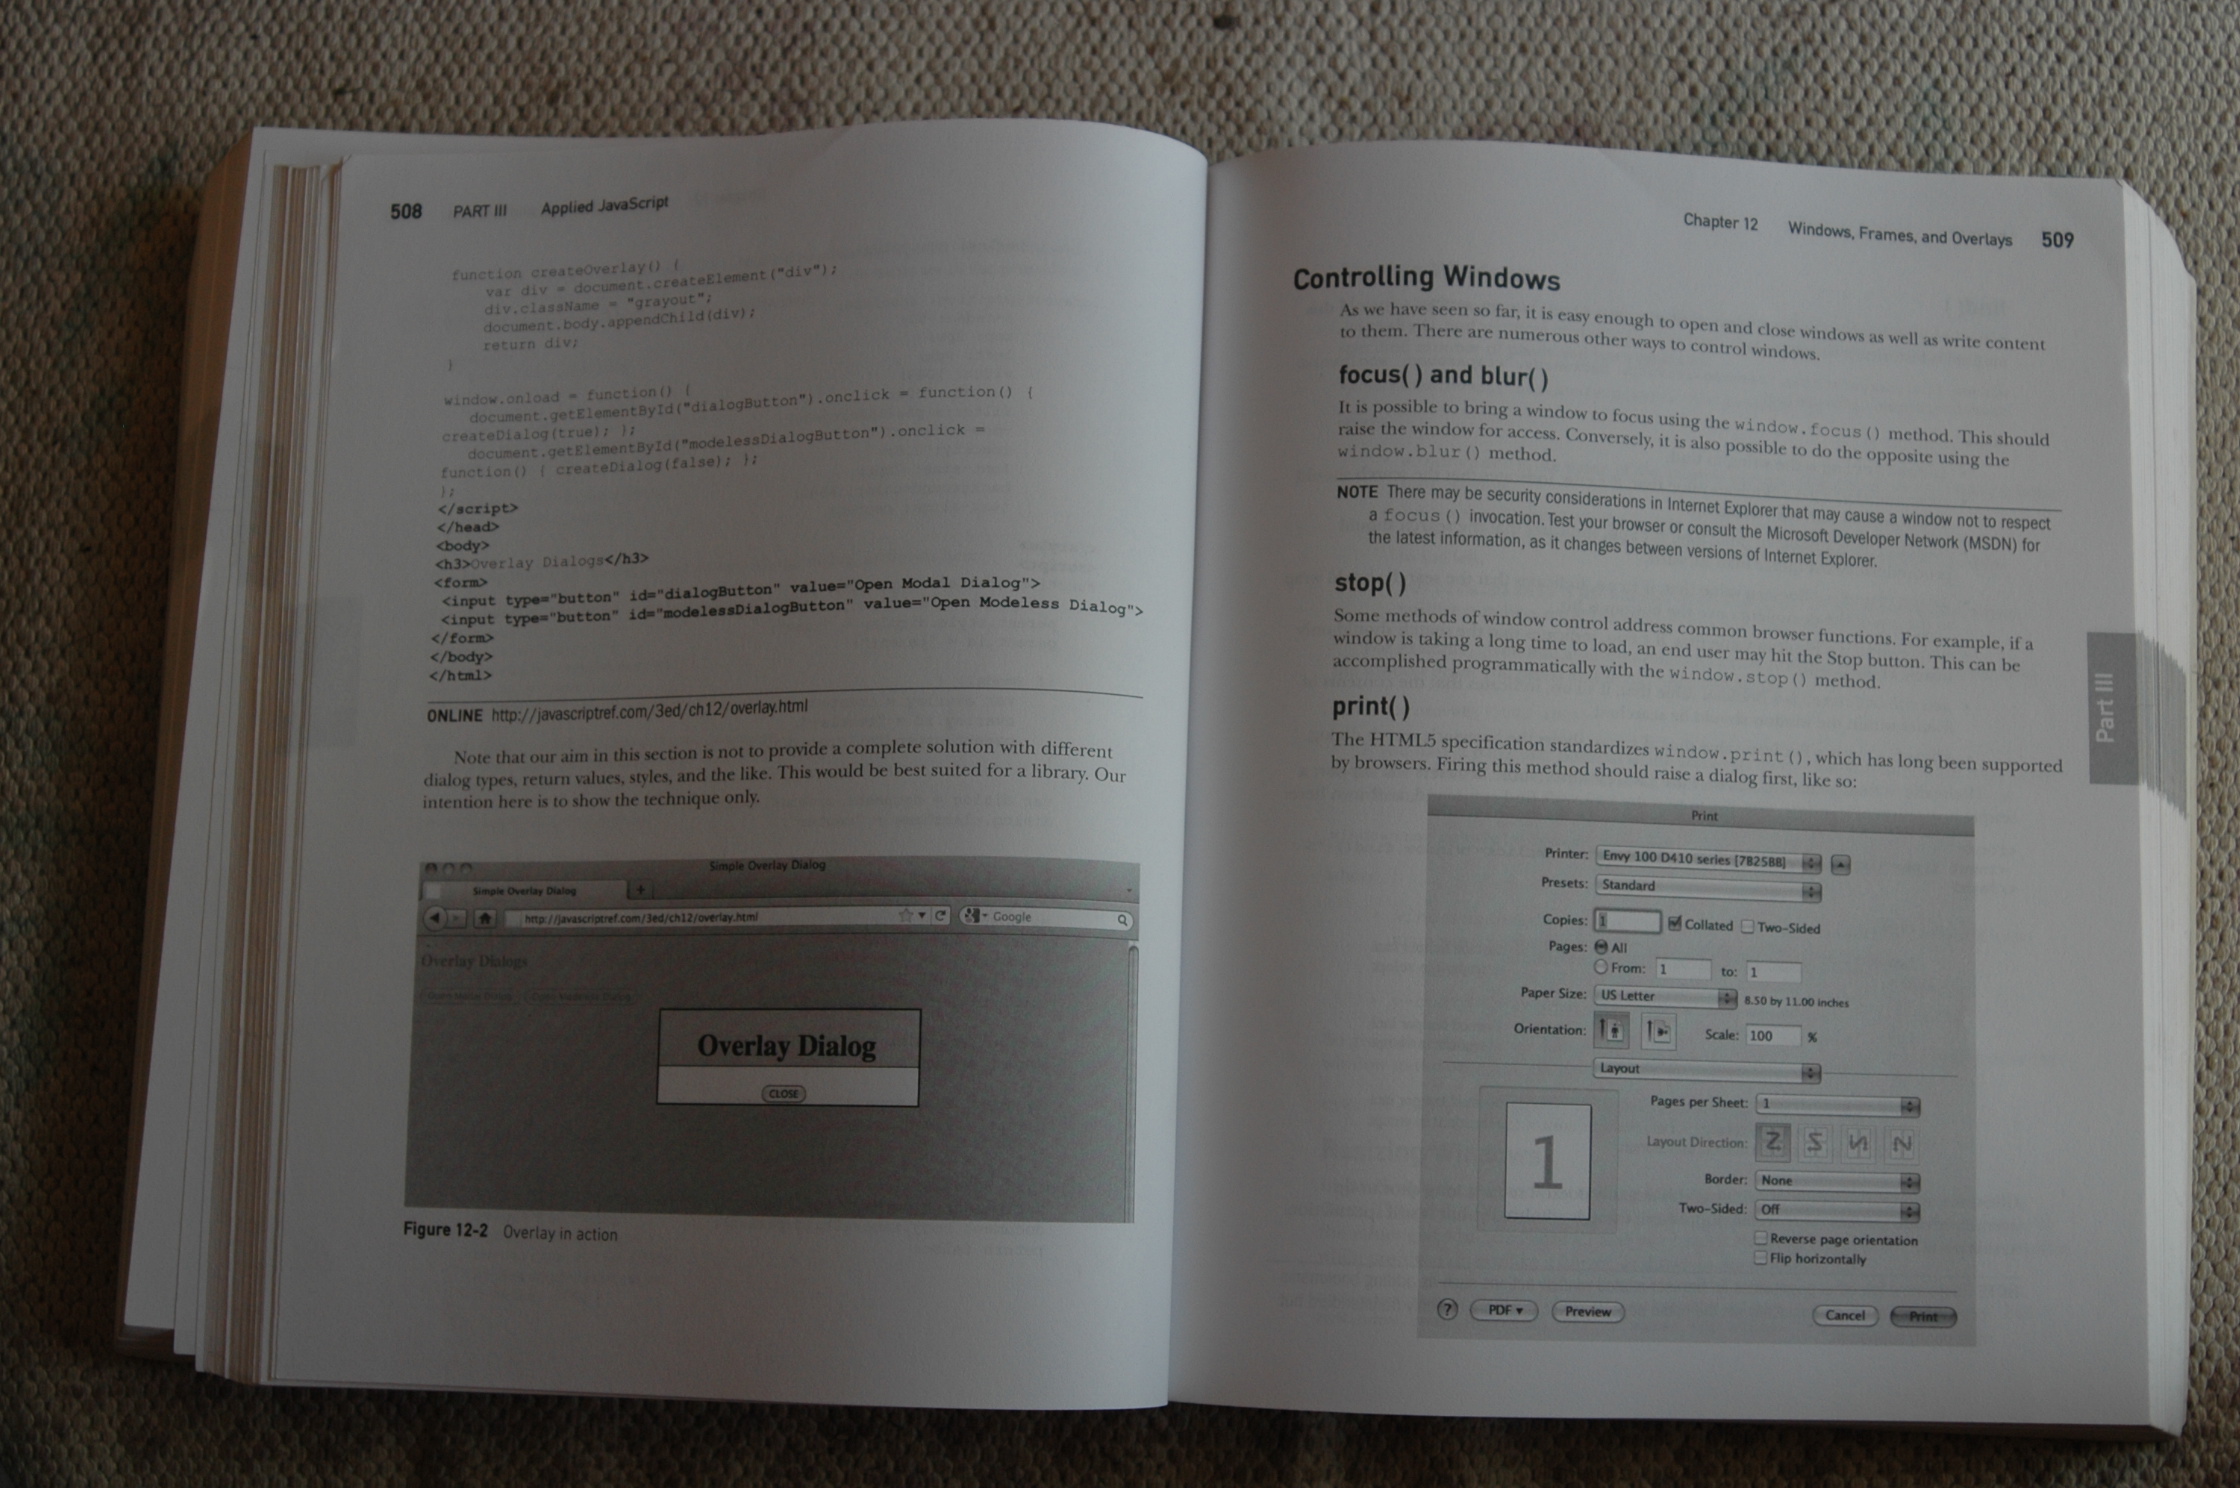 508 PART III Applied JavaScript
function createOverlay() {
var div = document.createElement("div");
div.className = "grayout";
document.body.appendChild(div);
return div;
}
window.onload = function() {
document.getElementById("dialogButton").onclick = function() {
createDialog(true); };
document.getElementById("modelessDialogButton").onclick =
function() { createDialog(false); };
};
</script>
</head>
<body>
<h3>Overlay Dialogs</h3>
<form>
<input type="button" id="dialogButton" value="Open Modal Dialog">
<input type="button" id="modelessDialogButton" value="Open Modeless Dialog">
</form>
</body>
</html>
ONLINE http://javascriptref.com/3ed/ch12/overlay.html
Note that our aim in this section is not to provide a complete solution with different
dialog types, return values, styles, and the like. This would be best suited for a library. Our
intention here is to show the technique only.
Simple Overlay Dialog
Simple Overlay Dialog +
http://javascriptref.com/3ed/ch12/overlay.html Google
Overlay Dialogs
Overlay Dialog
CLOSE
Figure 12-2 Overlay in action
Chapter 12 Windows, Frames, and Overlays 509
Controlling Windows
As we have seen so far, it is easy enough to open and close windows as well as write content
to them. There are numerous other ways to control windows.
focus() and blur()
It is possible to bring a window to focus using the window.focus() method. This should
raise the window for access. Conversely, it is also possible to do the opposite using the
window.blur() method.
NOTE There may be security considerations in Internet Explorer that may cause a window not to respect
a focus() invocation. Test your browser or consult the Microsoft Developer Network (MSDN) for
the latest information, as it changes between versions of Internet Explorer.
stop()
Some methods of window control address common browser functions. For example, if a
window is taking a long time to load, an end user may hit the Stop button. This can be
accomplished programmatically with the window.stop() method.
print()
The HTML5 specification standardizes window.print(), which has long been supported
by browsers. Firing this method should raise a dialog first, like so:
Print
Printer: Envy 100 D410 series [7B25BB]
Presets: Standard
Copies: 1 Collated Two-Sided
Pages: All
From: 1 to: 1
Paper Size: US Letter 8.50 by 11.00 inches
Orientation: Scale: 100 %
Layout
Pages per Sheet: 1
Layout Direction:
Border: None
Two-Sided: Off
Reverse page orientation
Flip horizontally
1
? PDF Preview Cancel Print
Part III